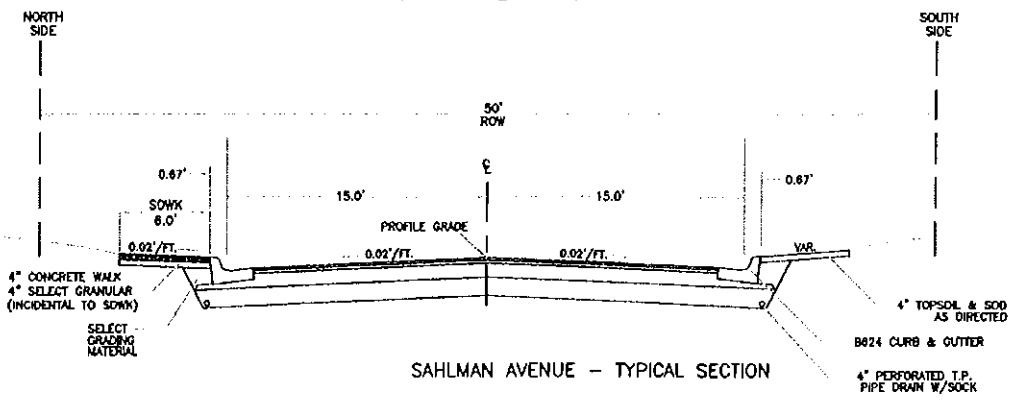 NORTH
SIDE
SOUTH
SIDE
50'
ROW
℄
0.67'
15.0'
15.0'
0.67'
SDWK
6.0'
PROFILE GRADE
0.02'/FT.
0.02'/FT.
0.02'/FT.
VAR.
4" CONCRETE WALK
4" SELECT GRANULAR
(INCIDENTAL TO SDWK)
SELECT
GRADING
MATERIAL
4" TOPSOIL & SOD
AS DIRECTED
B624 CURB & GUTTER
4" PERFORATED T.P.
PIPE DRAIN W/SOCK
SAHLMAN AVENUE - TYPICAL SECTION